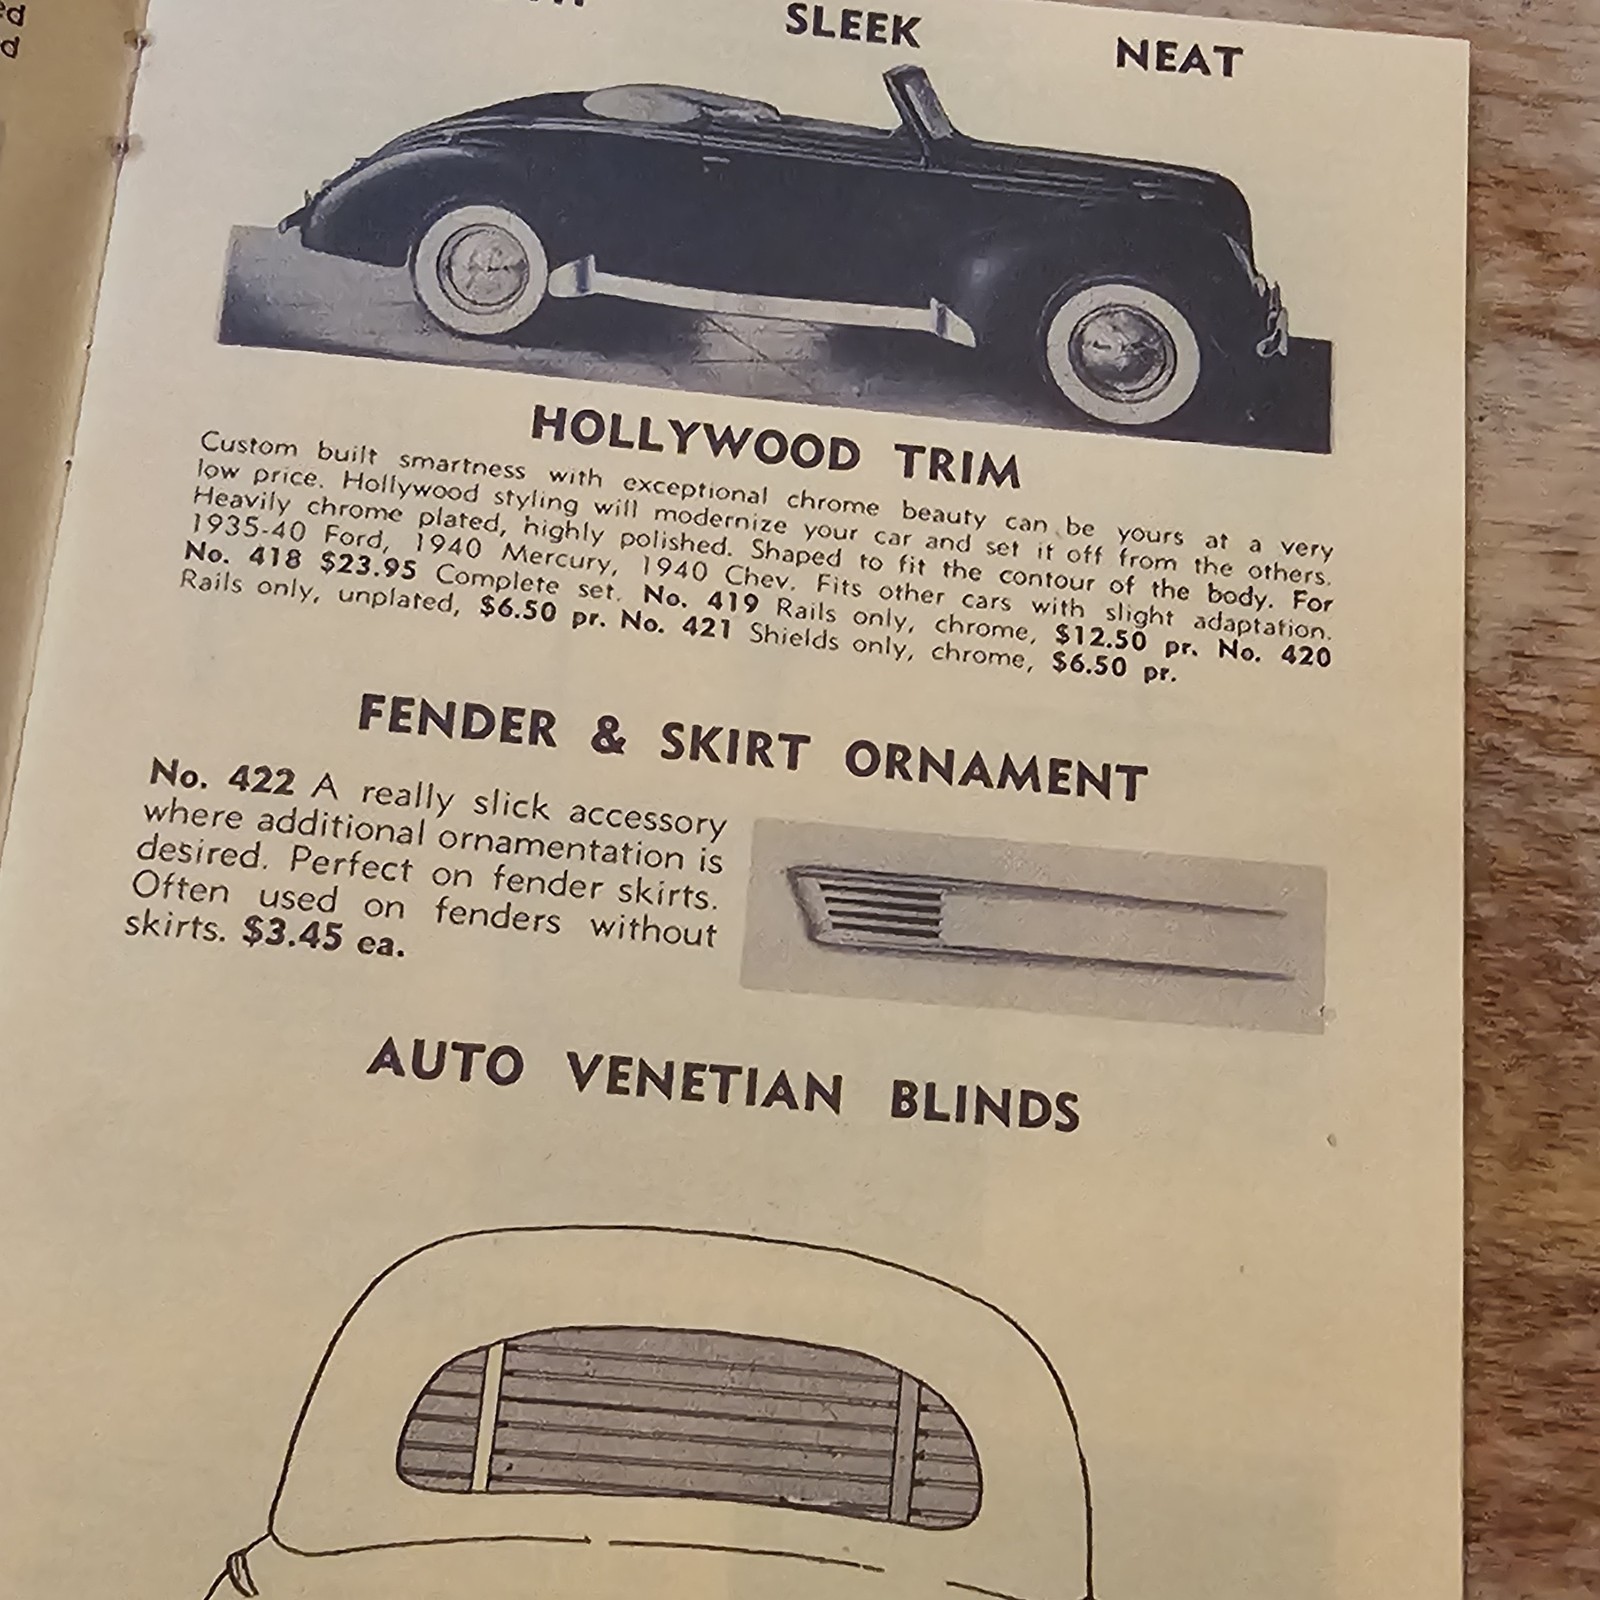 SLEEK
NEAT
HOLLYWOOD TRIM
Custom built smartness with exceptional chrome beauty can be yours at a very
low price. Hollywood styling will modernize your car and set it off from the others.
Heavily chrome plated, highly polished. Shaped to fit the contour of the body. For
1935-40 Ford, 1940 Mercury, 1940 Chev. Fits other cars with slight adaptation.
No. 418 $23.95 Complete set. No. 419 Rails only, chrome, $12.50 pr. No. 420
Rails only, unplated, $6.50 pr. No. 421 Shields only, chrome, $6.50 pr.
FENDER & SKIRT ORNAMENT
No. 422 A really slick accessory
where additional ornamentation is
desired. Perfect on fender skirts.
Often used on fenders without
skirts. $3.45 ea.
AUTO VENETIAN BLINDS